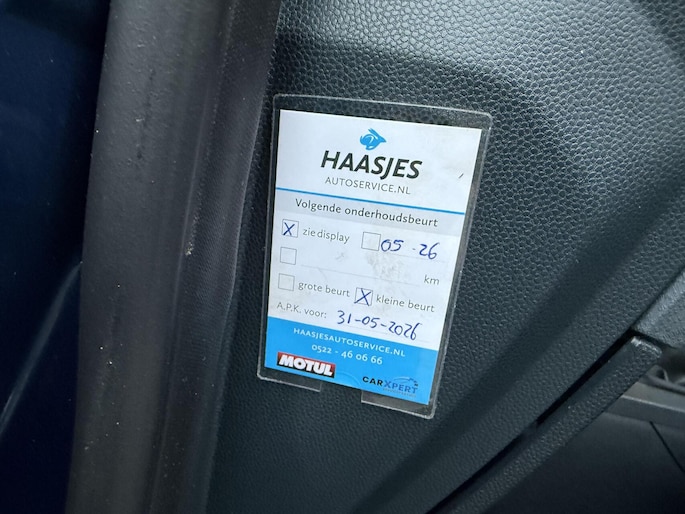 HAASJES
AUTOSERVICE.NL
Volgende onderhoudsbeurt
X zie display 05-26
km
grote beurt X kleine beurt
A.P.K. voor: 31-05-2026
HAASJESAUTOSERVICE.NL
0522 - 46 06 66
MOTUL CARXPERT